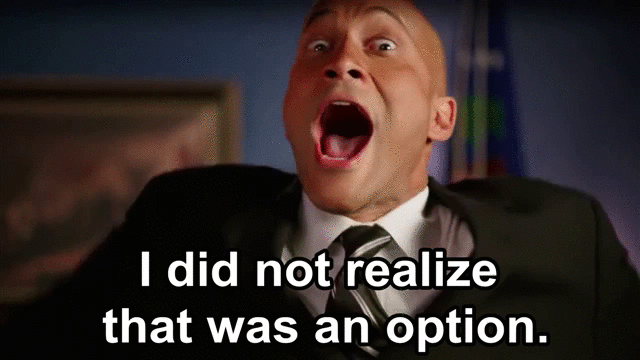 I did not realize
that was an option.